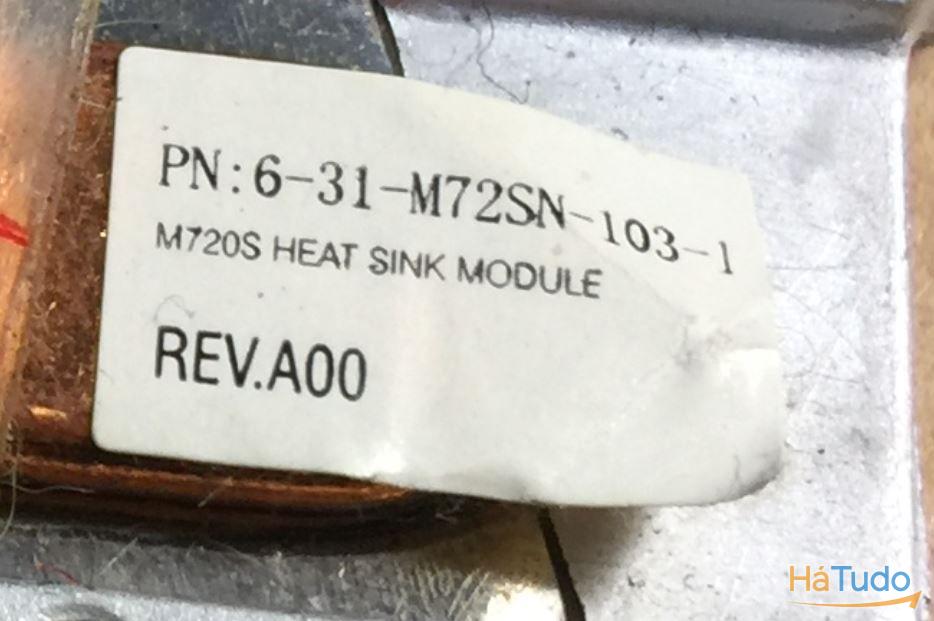 PN:6-31-M72SN-103-1
M720S HEAT SINK MODULE
REV.A00
HáTudo